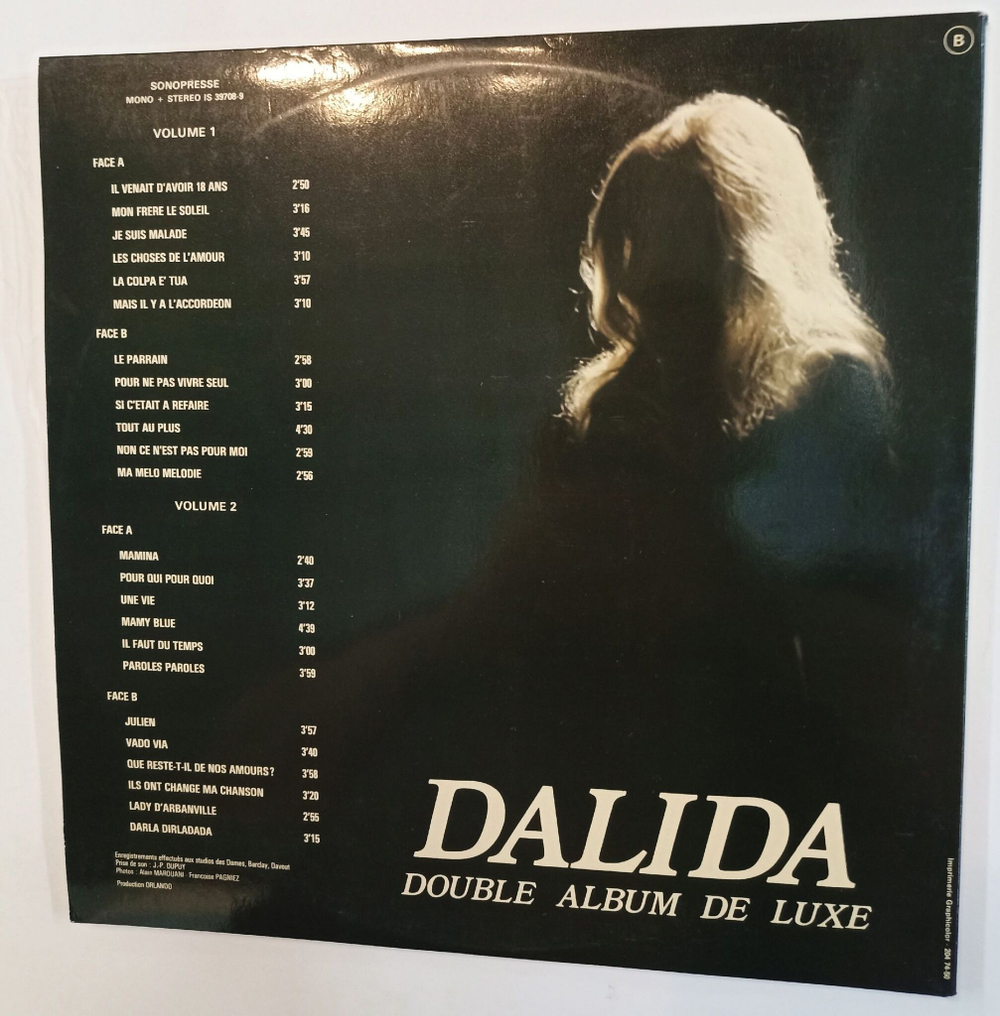 B
SONOPRESSE
MONO + STEREO IS 39708-9
VOLUME 1
FACE A
IL VENAIT D'AVOIR 18 ANS 2'50
MON FRERE LE SOLEIL 3'16
JE SUIS MALADE 3'45
LES CHOSES DE L'AMOUR 3'10
LA COLPA E' TUA 3'57
MAIS IL Y A L'ACCORDEON 3'10
FACE B
LE PARRAIN 2'58
POUR NE PAS VIVRE SEUL 3'00
SI C'ETAIT A REFAIRE 3'15
TOUT AU PLUS 4'30
NON CE N'EST PAS POUR MOI 2'59
MA MELO MELODIE 2'56
VOLUME 2
FACE A
MAMINA 2'40
POUR QUI POUR QUOI 3'37
UNE VIE 3'12
MAMY BLUE 4'39
IL FAUT DU TEMPS 3'00
PAROLES PAROLES 3'59
FACE B
JULIEN 3'57
VADO VIA 3'40
QUE RESTE-T-IL DE NOS AMOURS? 3'58
ILS ONT CHANGE MA CHANSON 3'20
LADY D'ARBANVILLE 2'55
DARLA DIRLADADA 3'15
Enregistrements effectués aux studios des Dames, Barclay, Davout
Prise de son : J.-P. DUPUY
Photos : Alain MAROUANI - Francoise PAGNIEZ
Production ORLANDO
DALIDA
DOUBLE ALBUM DE LUXE
Imprimerie Graphicolor - 204 74-50